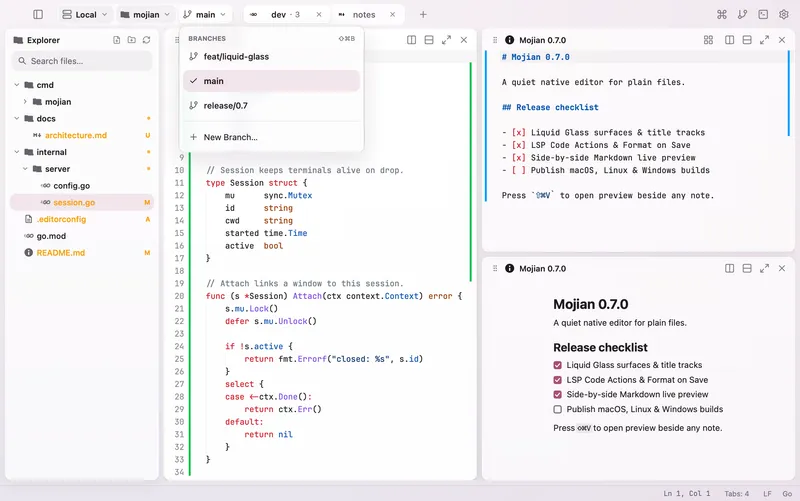 Local
mojian
main
dev · 3
notes
Explorer
Search files...
cmd
mojian
docs
architecture.md U
internal
server
config.go
session.go M
.editorconfig A
go.mod
README.md M
BRANCHES ⇧⌘B
feat/liquid-glass
main
release/0.7
New Branch...
9
10 // Session keeps terminals alive on drop.
11 type Session struct {
12 mu sync.Mutex
13 id string
14 cwd string
15 started time.Time
16 active bool
17 }
18
19 // Attach links a window to this session.
20 func (s *Session) Attach(ctx context.Context) error {
21 s.mu.Lock()
22 defer s.mu.Unlock()
23
24 if !s.active {
25 return fmt.Errorf("closed: %s", s.id)
26 }
27 select {
28 case <-ctx.Done():
29 return ctx.Err()
30 default:
31 return nil
32 }
33 }
34
Mojian 0.7.0
# Mojian 0.7.0
A quiet native editor for plain files.
## Release checklist
- [x] Liquid Glass surfaces & title tracks
- [x] LSP Code Actions & Format on Save
- [x] Side-by-side Markdown live preview
- [ ] Publish macOS, Linux & Windows builds
Press `⇧⌘V` to open preview beside any note.
Mojian 0.7.0
Mojian 0.7.0
A quiet native editor for plain files.
Release checklist
Liquid Glass surfaces & title tracks
LSP Code Actions & Format on Save
Side-by-side Markdown live preview
Publish macOS, Linux & Windows builds
Press ⇧⌘V to open preview beside any note.
Ln 1, Col 1 Tabs: 4 LF Go